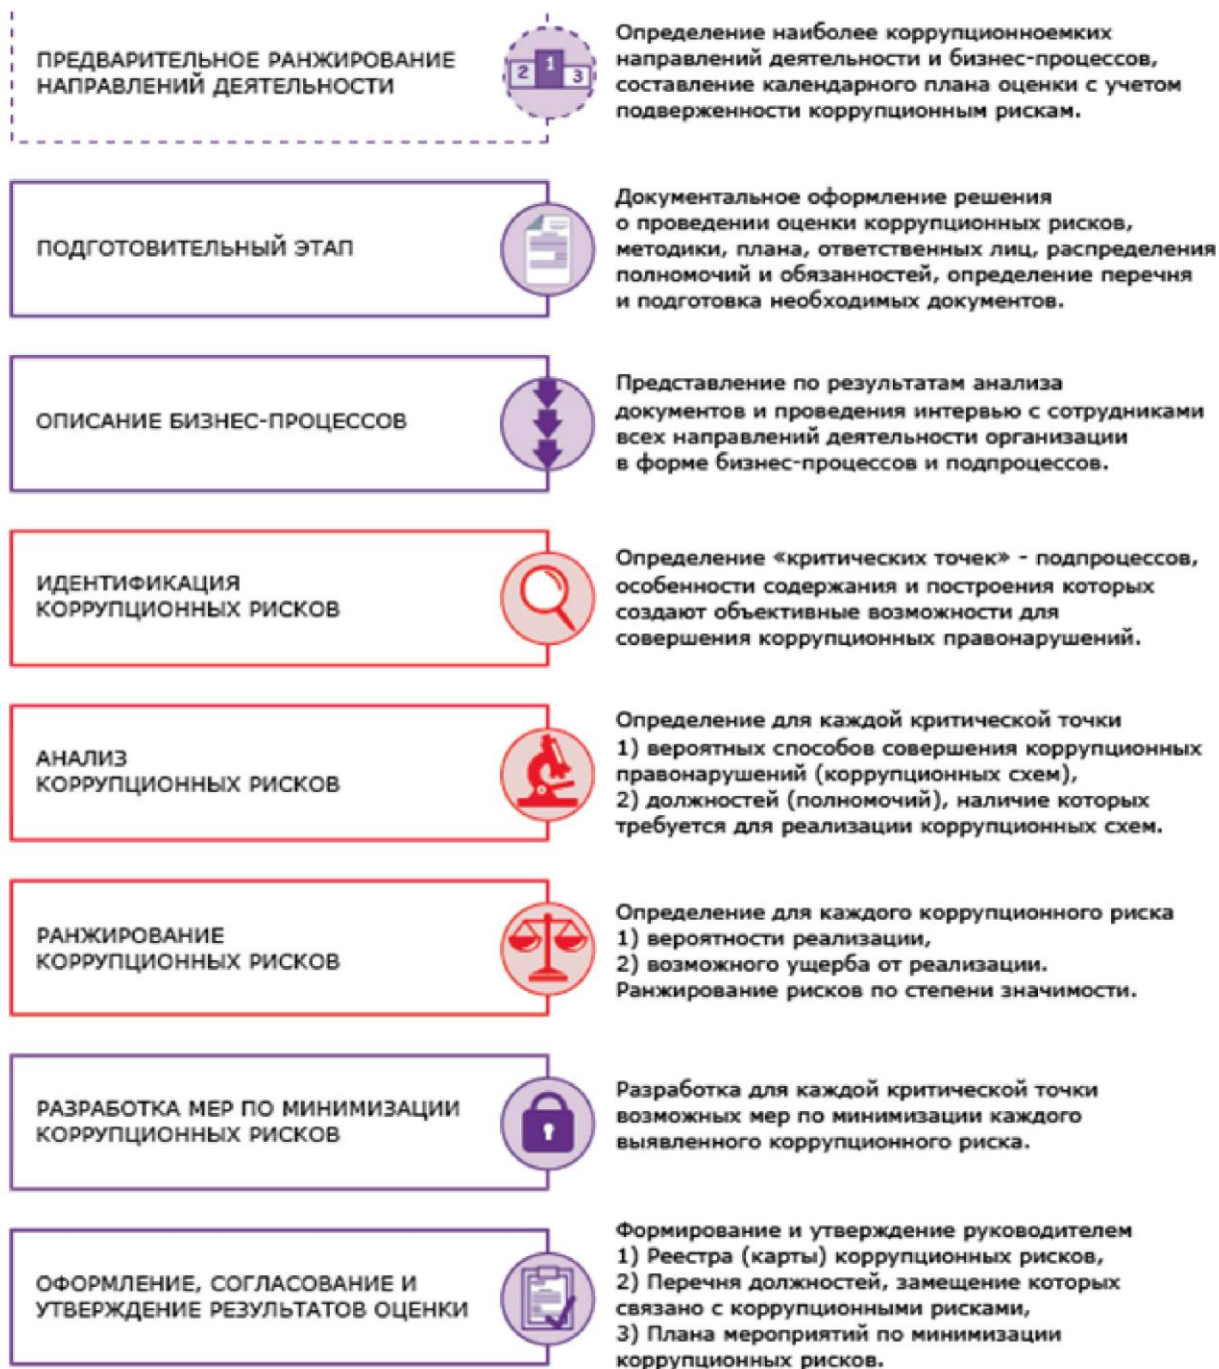 ПРЕДВАРИТЕЛЬНОЕ РАНЖИРОВАНИЕ
НАПРАВЛЕНИЙ ДЕЯТЕЛЬНОСТИ
2 1 3
Определение наиболее коррупционноемких
направлений деятельности и бизнес-процессов,
составление календарного плана оценки с учетом
подверженности коррупционным рискам.
ПОДГОТОВИТЕЛЬНЫЙ ЭТАП
Документальное оформление решения
о проведении оценки коррупционных рисков,
методики, плана, ответственных лиц, распределения
полномочий и обязанностей, определение перечня
и подготовка необходимых документов.
ОПИСАНИЕ БИЗНЕС-ПРОЦЕССОВ
Представление по результатам анализа
документов и проведения интервью с сотрудниками
всех направлений деятельности организации
в форме бизнес-процессов и подпроцессов.
ИДЕНТИФИКАЦИЯ
КОРРУПЦИОННЫХ РИСКОВ
Определение «критических точек» - подпроцессов,
особенности содержания и построения которых
создают объективные возможности для
совершения коррупционных правонарушений.
АНАЛИЗ
КОРРУПЦИОННЫХ РИСКОВ
Определение для каждой критической точки
1) вероятных способов совершения коррупционных
правонарушений (коррупционных схем),
2) должностей (полномочий), наличие которых
требуется для реализации коррупционных схем.
РАНЖИРОВАНИЕ
КОРРУПЦИОННЫХ РИСКОВ
Определение для каждого коррупционного риска
1) вероятности реализации,
2) возможного ущерба от реализации.
Ранжирование рисков по степени значимости.
РАЗРАБОТКА МЕР ПО МИНИМИЗАЦИИ
КОРРУПЦИОННЫХ РИСКОВ
Разработка для каждой критической точки
возможных мер по минимизации каждого
выявленного коррупционного риска.
ОФОРМЛЕНИЕ, СОГЛАСОВАНИЕ И
УТВЕРЖДЕНИЕ РЕЗУЛЬТАТОВ ОЦЕНКИ
Формирование и утверждение руководителем
1) Реестра (карты) коррупционных рисков,
2) Перечня должностей, замещение которых
связано с коррупционными рисками,
3) Плана мероприятий по минимизации
коррупционных рисков.